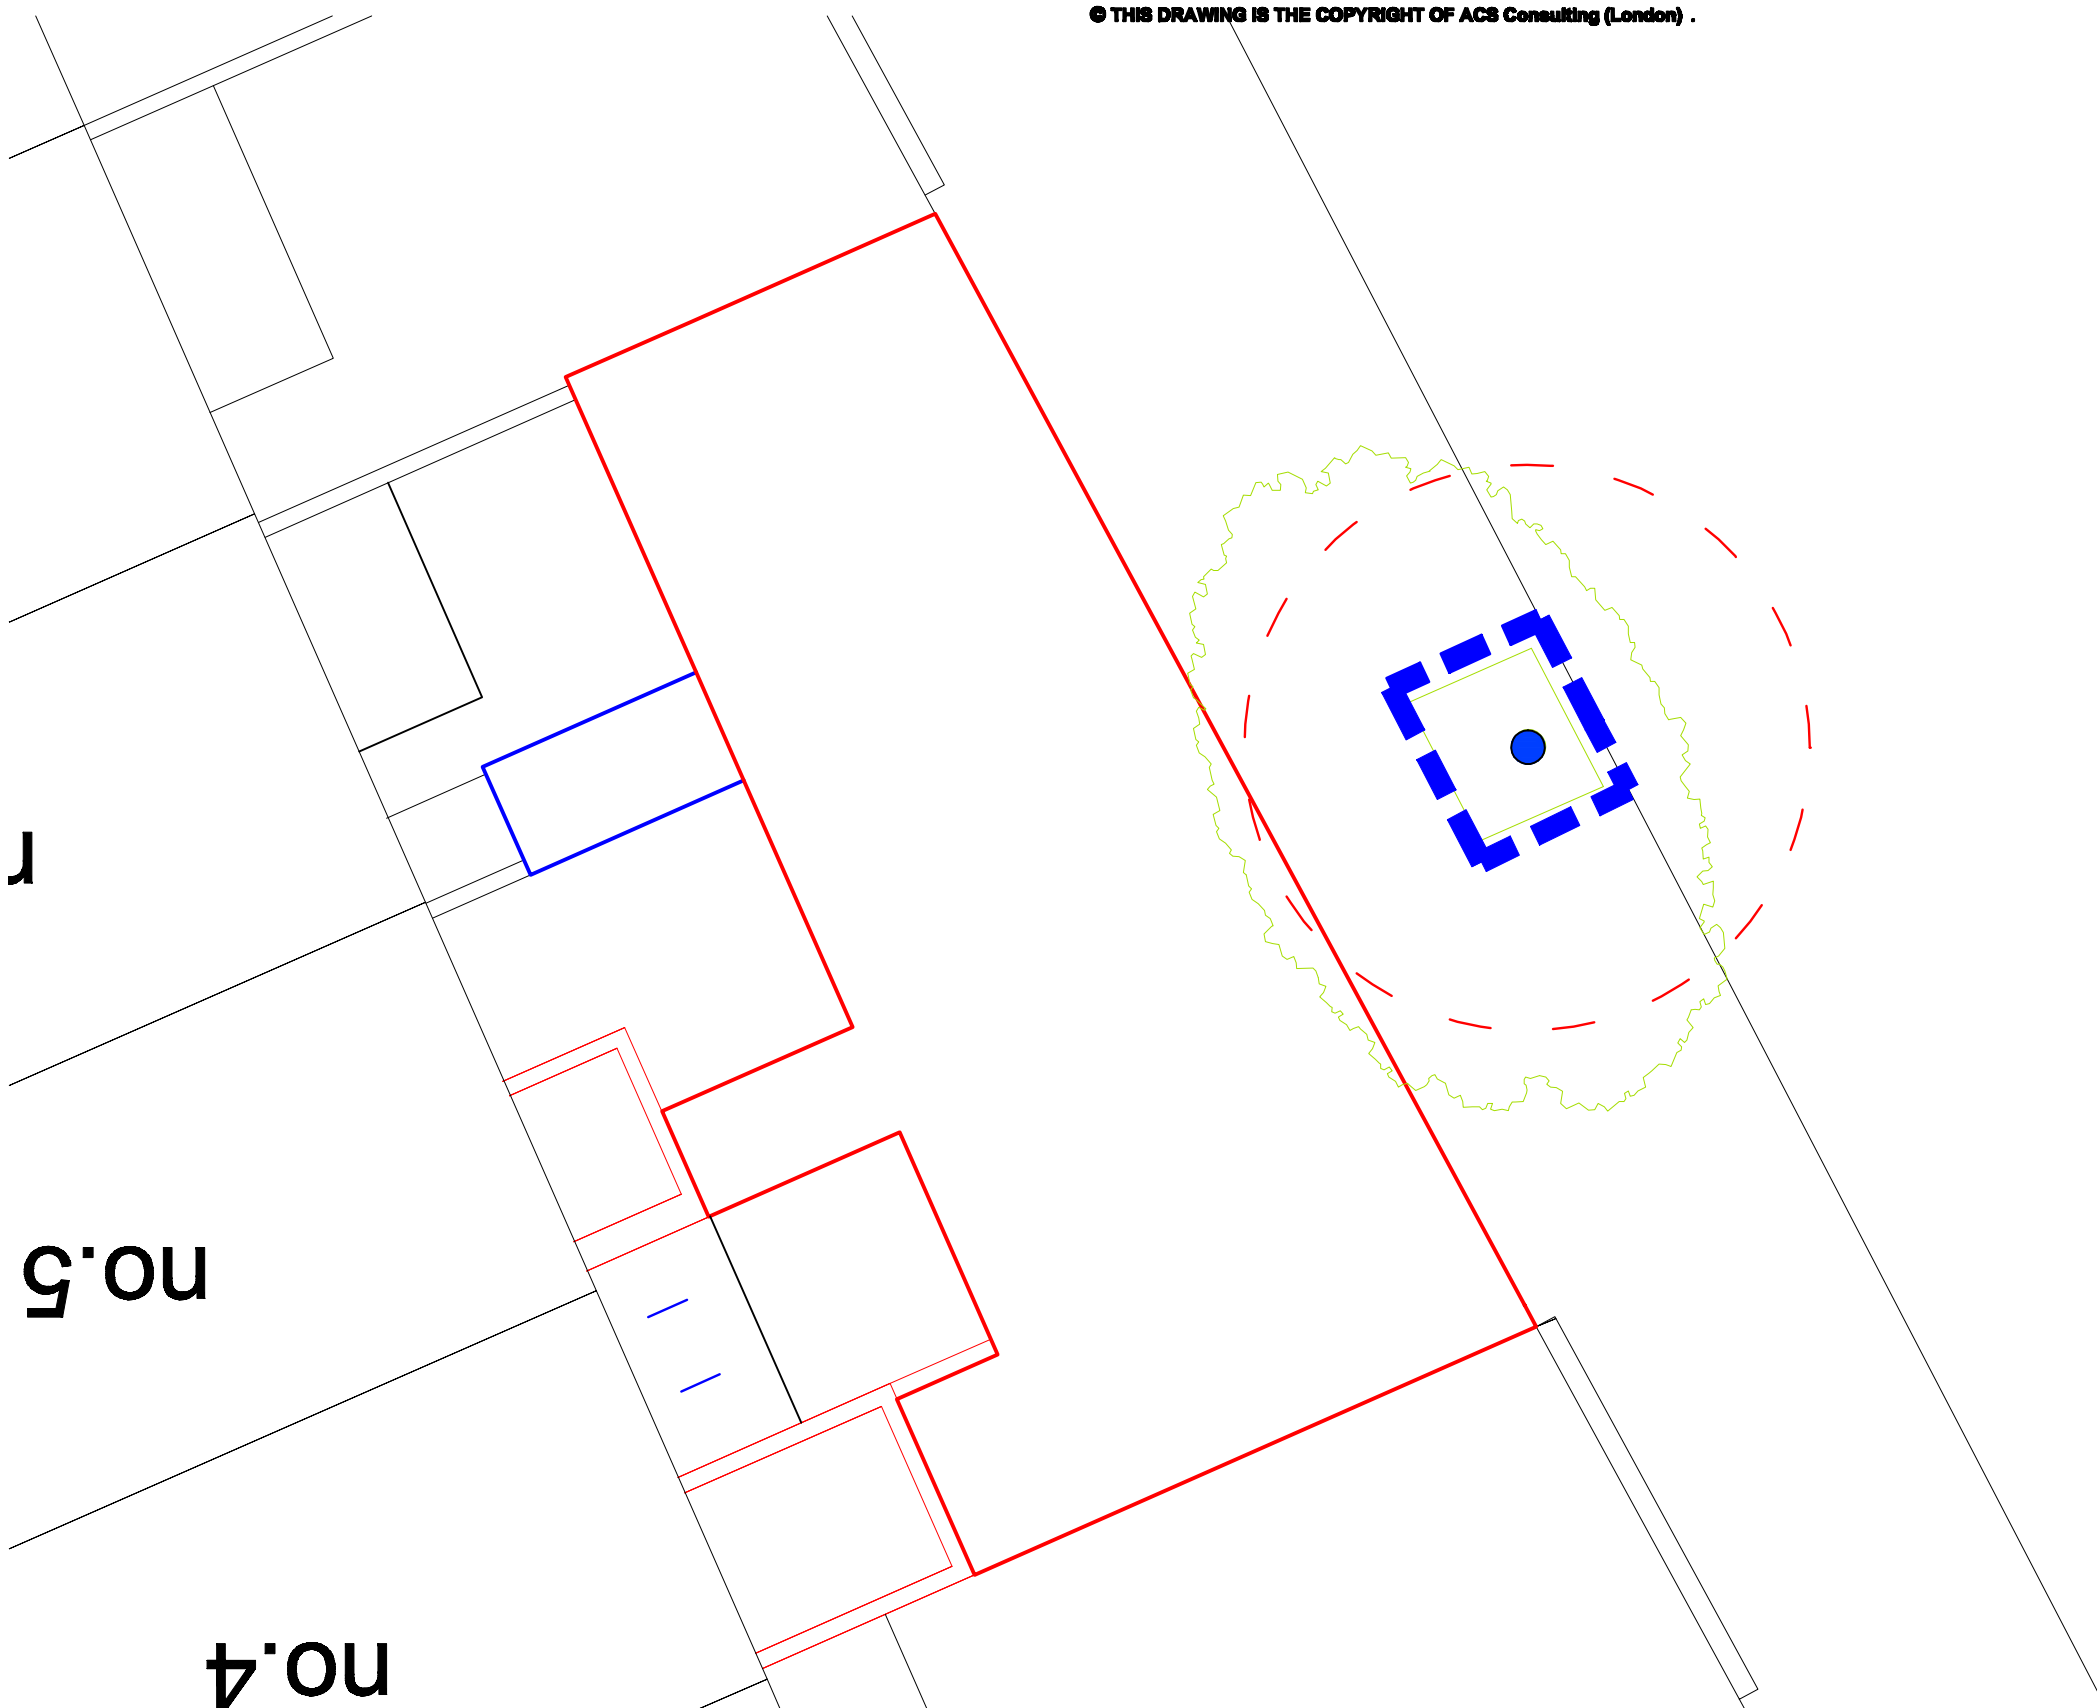 © THIS DRAWING IS THE COPYRIGHT OF ACS Consulting (London) .
r
no.5
no.4